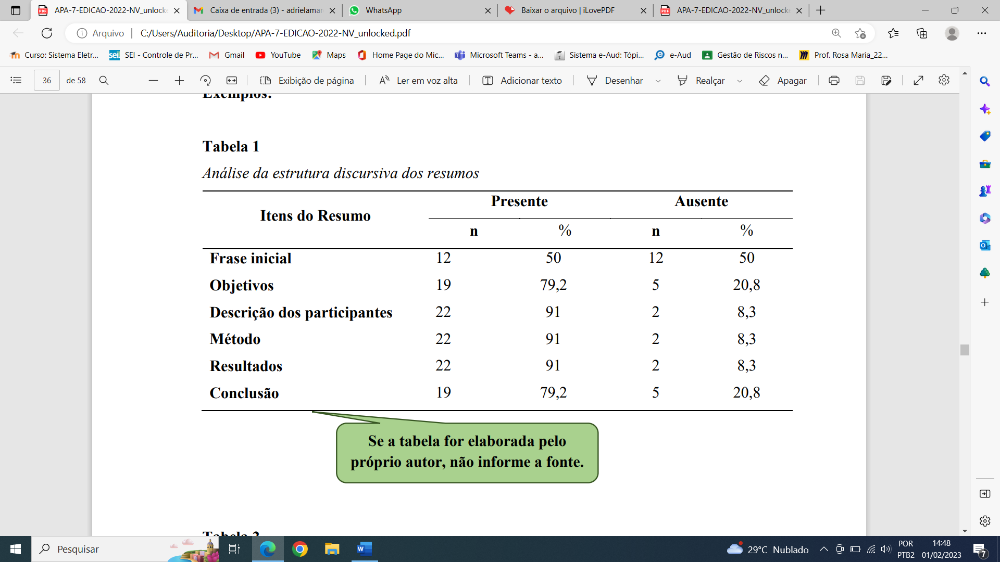 APA-7-EDICAO-2022-NV_unlocke
Caixa de entrada (3) - adrielamar
WhatsApp
Baixar o arquivo | iLovePDF
APA-7-EDICAO-2022-NV_unlocke
Arquivo
C:/Users/Auditoria/Desktop/APA-7-EDICAO-2022-NV_unlocked.pdf
Curso: Sistema Eletr...
SEI - Controle de Pr...
Gmail
YouTube
Maps
Home Page do Mic...
Microsoft Teams - a...
Sistema e-Aud: Tópi...
e-Aud
Gestão de Riscos n...
Prof. Rosa Maria_22...
36 de 58
Exibição de página
Ler em voz alta
Adicionar texto
Desenhar
Realçar
Apagar
Exemplos:
Tabela 1
Análise da estrutura discursiva dos resumos
Itens do Resumo Presente Ausente
n % n %
Frase inicial 12 50 12 50
Objetivos 19 79,2 5 20,8
Descrição dos participantes 22 91 2 8,3
Método 22 91 2 8,3
Resultados 22 91 2 8,3
Conclusão 19 79,2 5 20,8
Se a tabela for elaborada pelo
próprio autor, não informe a fonte.
Tabela 2
Pesquisar
29°C Nublado
POR
PTB2
14:48
01/02/2023
7